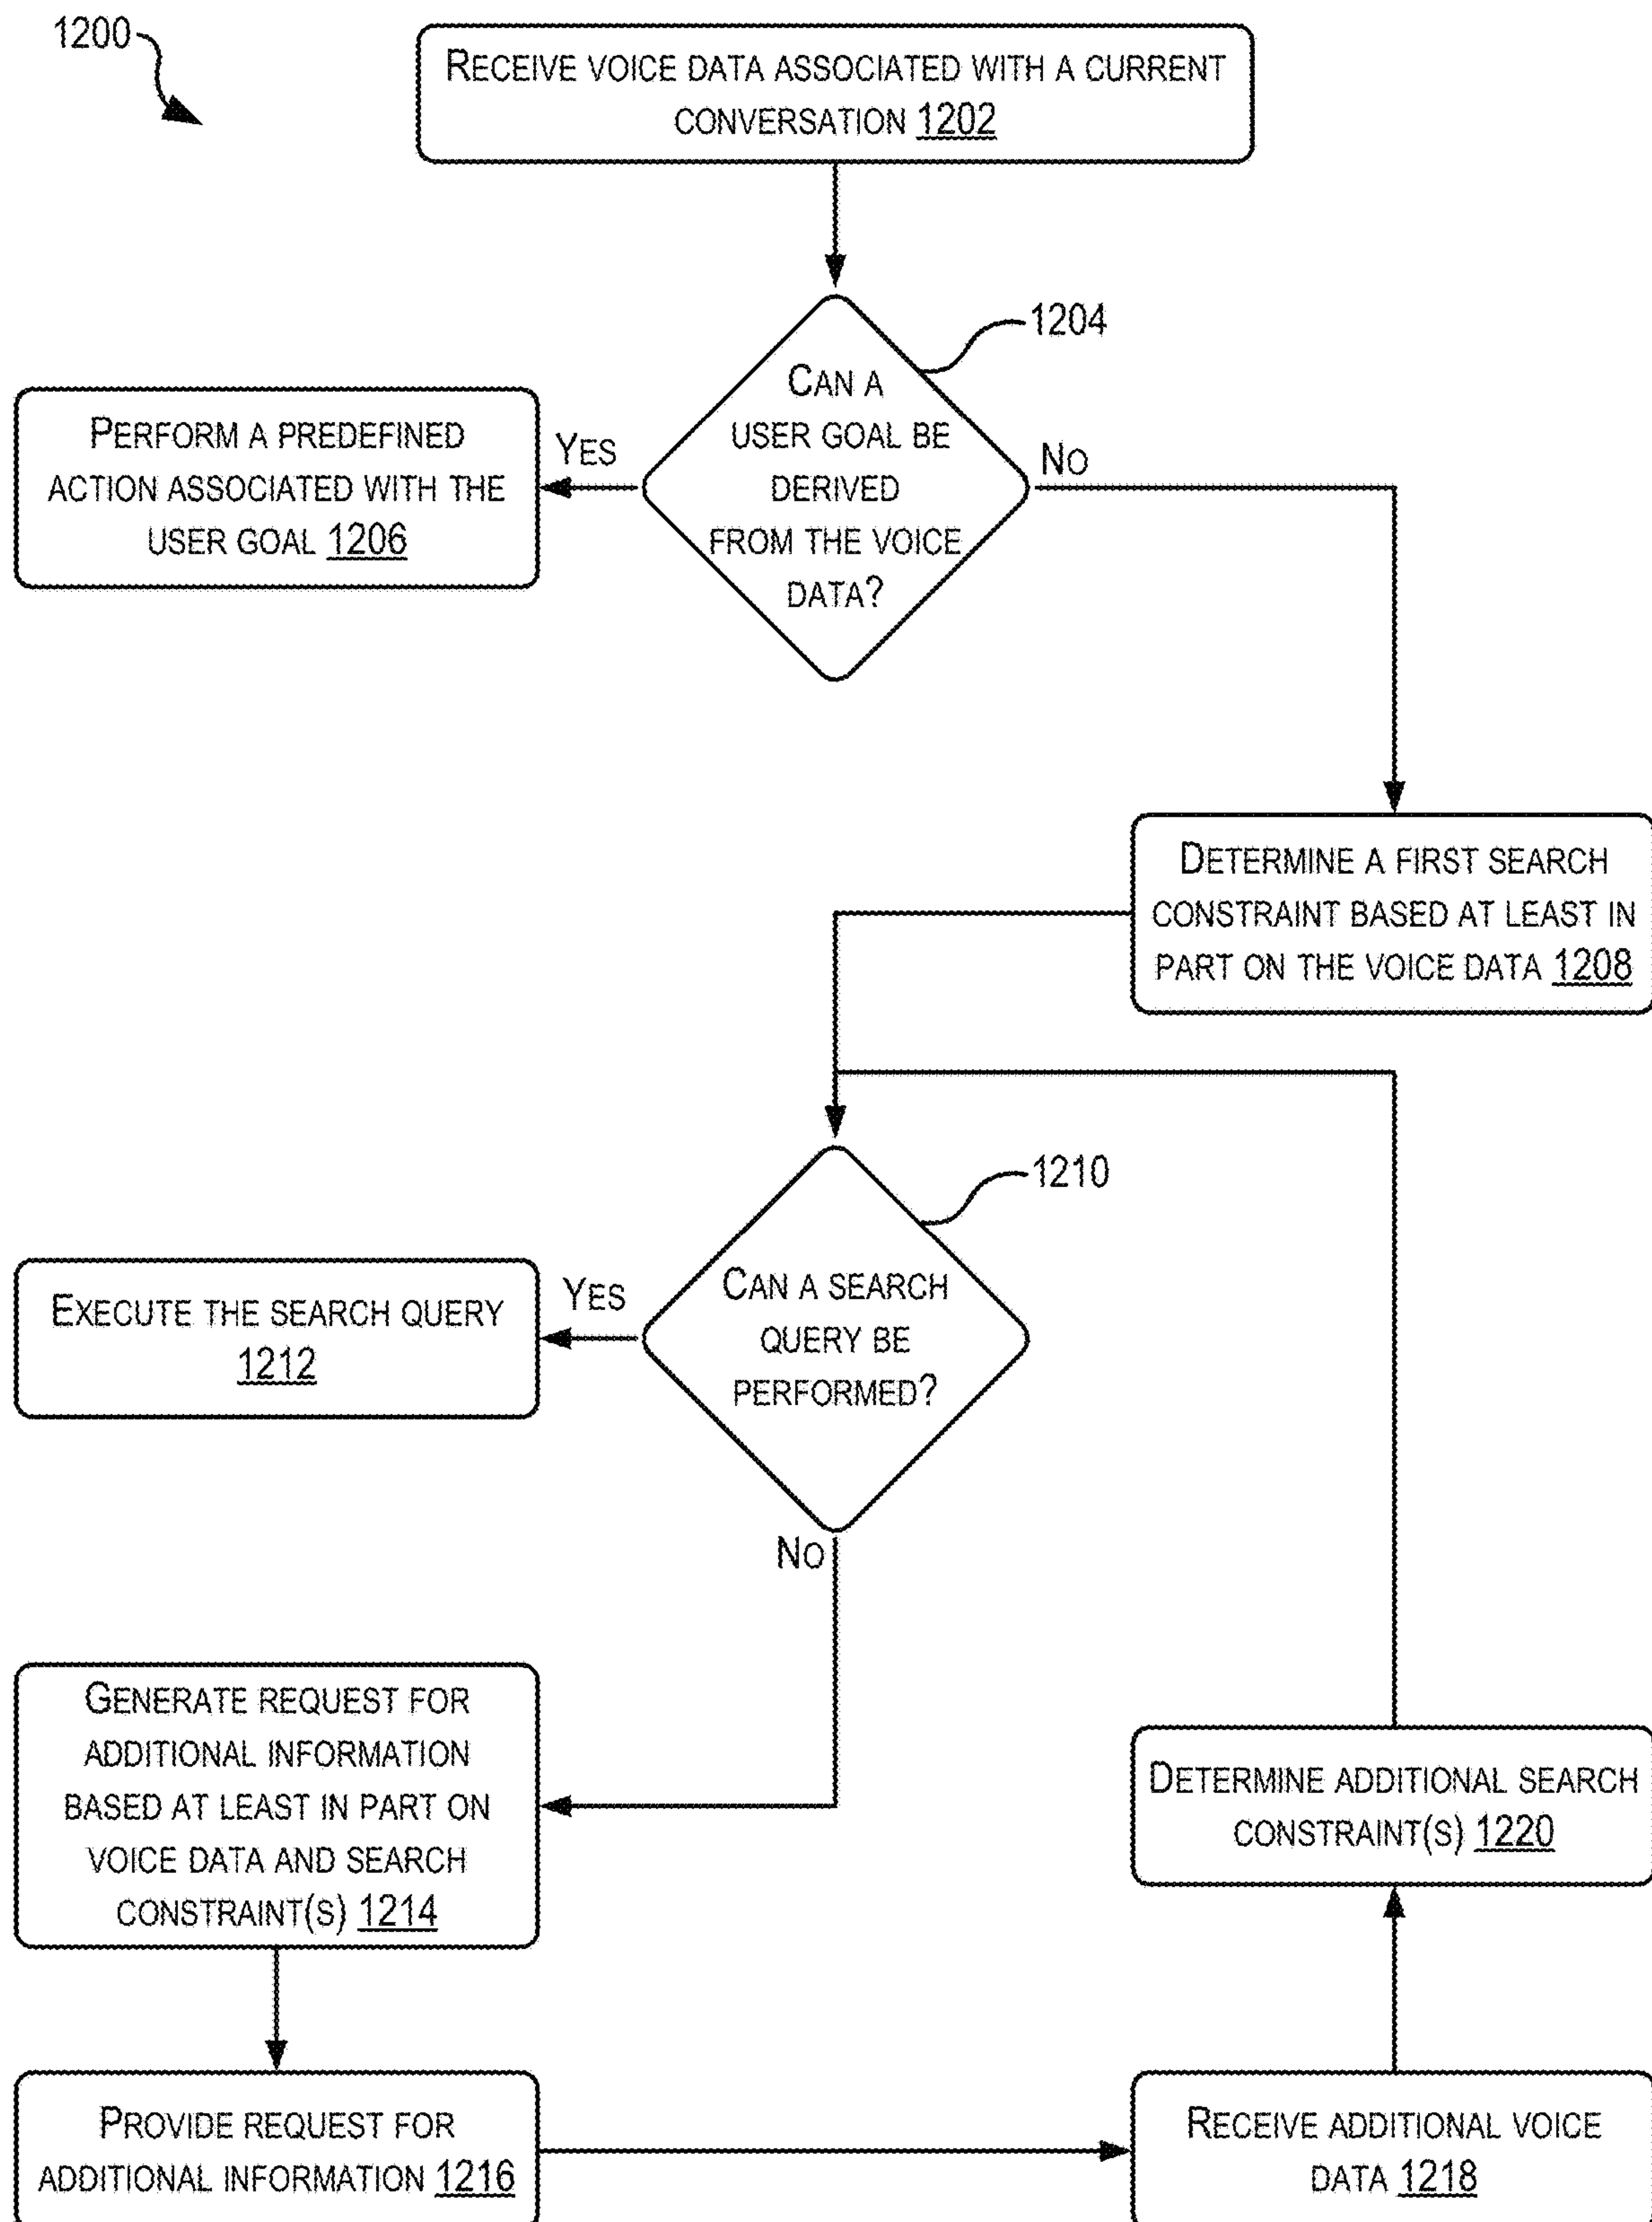 1200
RECEIVE VOICE DATA ASSOCIATED WITH A CURRENT
CONVERSATION 1202
1204
CAN A
USER GOAL BE
DERIVED
FROM THE VOICE
DATA?
YES
NO
PERFORM A PREDEFINED
ACTION ASSOCIATED WITH THE
USER GOAL 1206
DETERMINE A FIRST SEARCH
CONSTRAINT BASED AT LEAST IN
PART ON THE VOICE DATA 1208
1210
CAN A SEARCH
QUERY BE
PERFORMED?
YES
EXECUTE THE SEARCH QUERY
1212
NO
GENERATE REQUEST FOR
ADDITIONAL INFORMATION
BASED AT LEAST IN PART ON
VOICE DATA AND SEARCH
CONSTRAINT(S) 1214
PROVIDE REQUEST FOR
ADDITIONAL INFORMATION 1216
RECEIVE ADDITIONAL VOICE
DATA 1218
DETERMINE ADDITIONAL SEARCH
CONSTRAINT(S) 1220